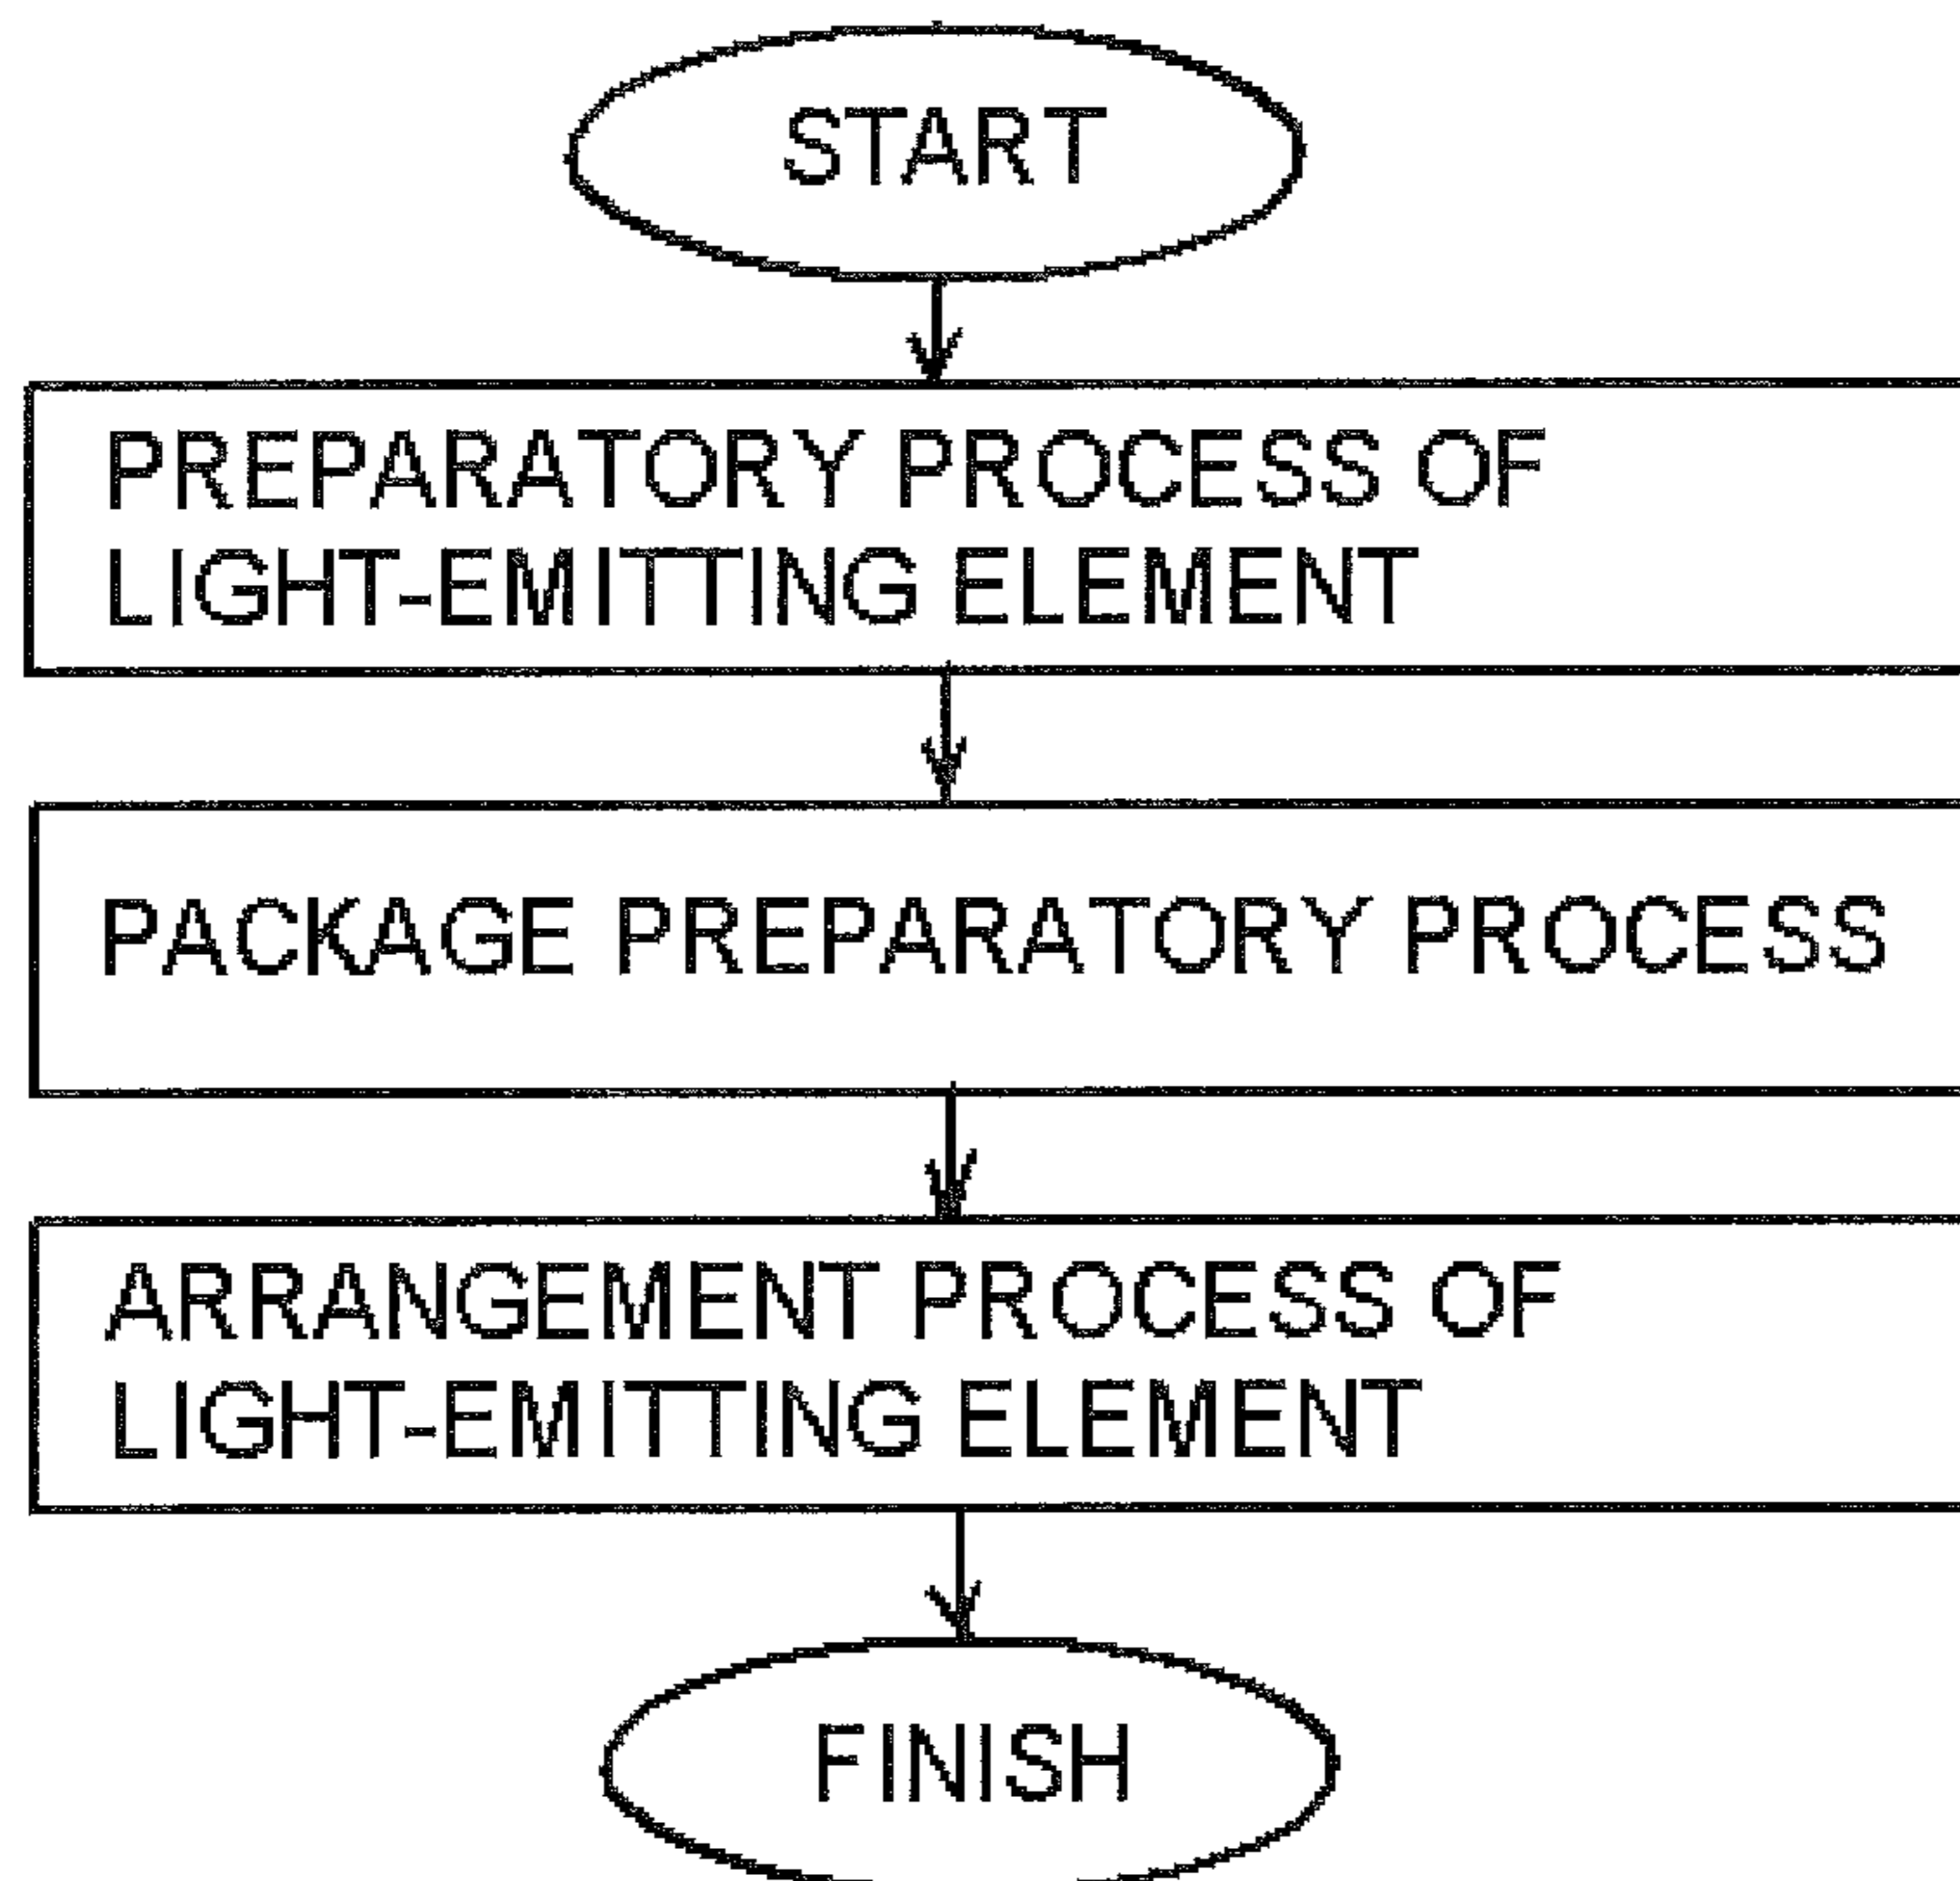 START
PREPARATORY PROCESS OF
LIGHT-EMITTING ELEMENT
PACKAGE PREPARATORY PROCESS
ARRANGEMENT PROCESS OF
LIGHT-EMITTING ELEMENT
FINISH